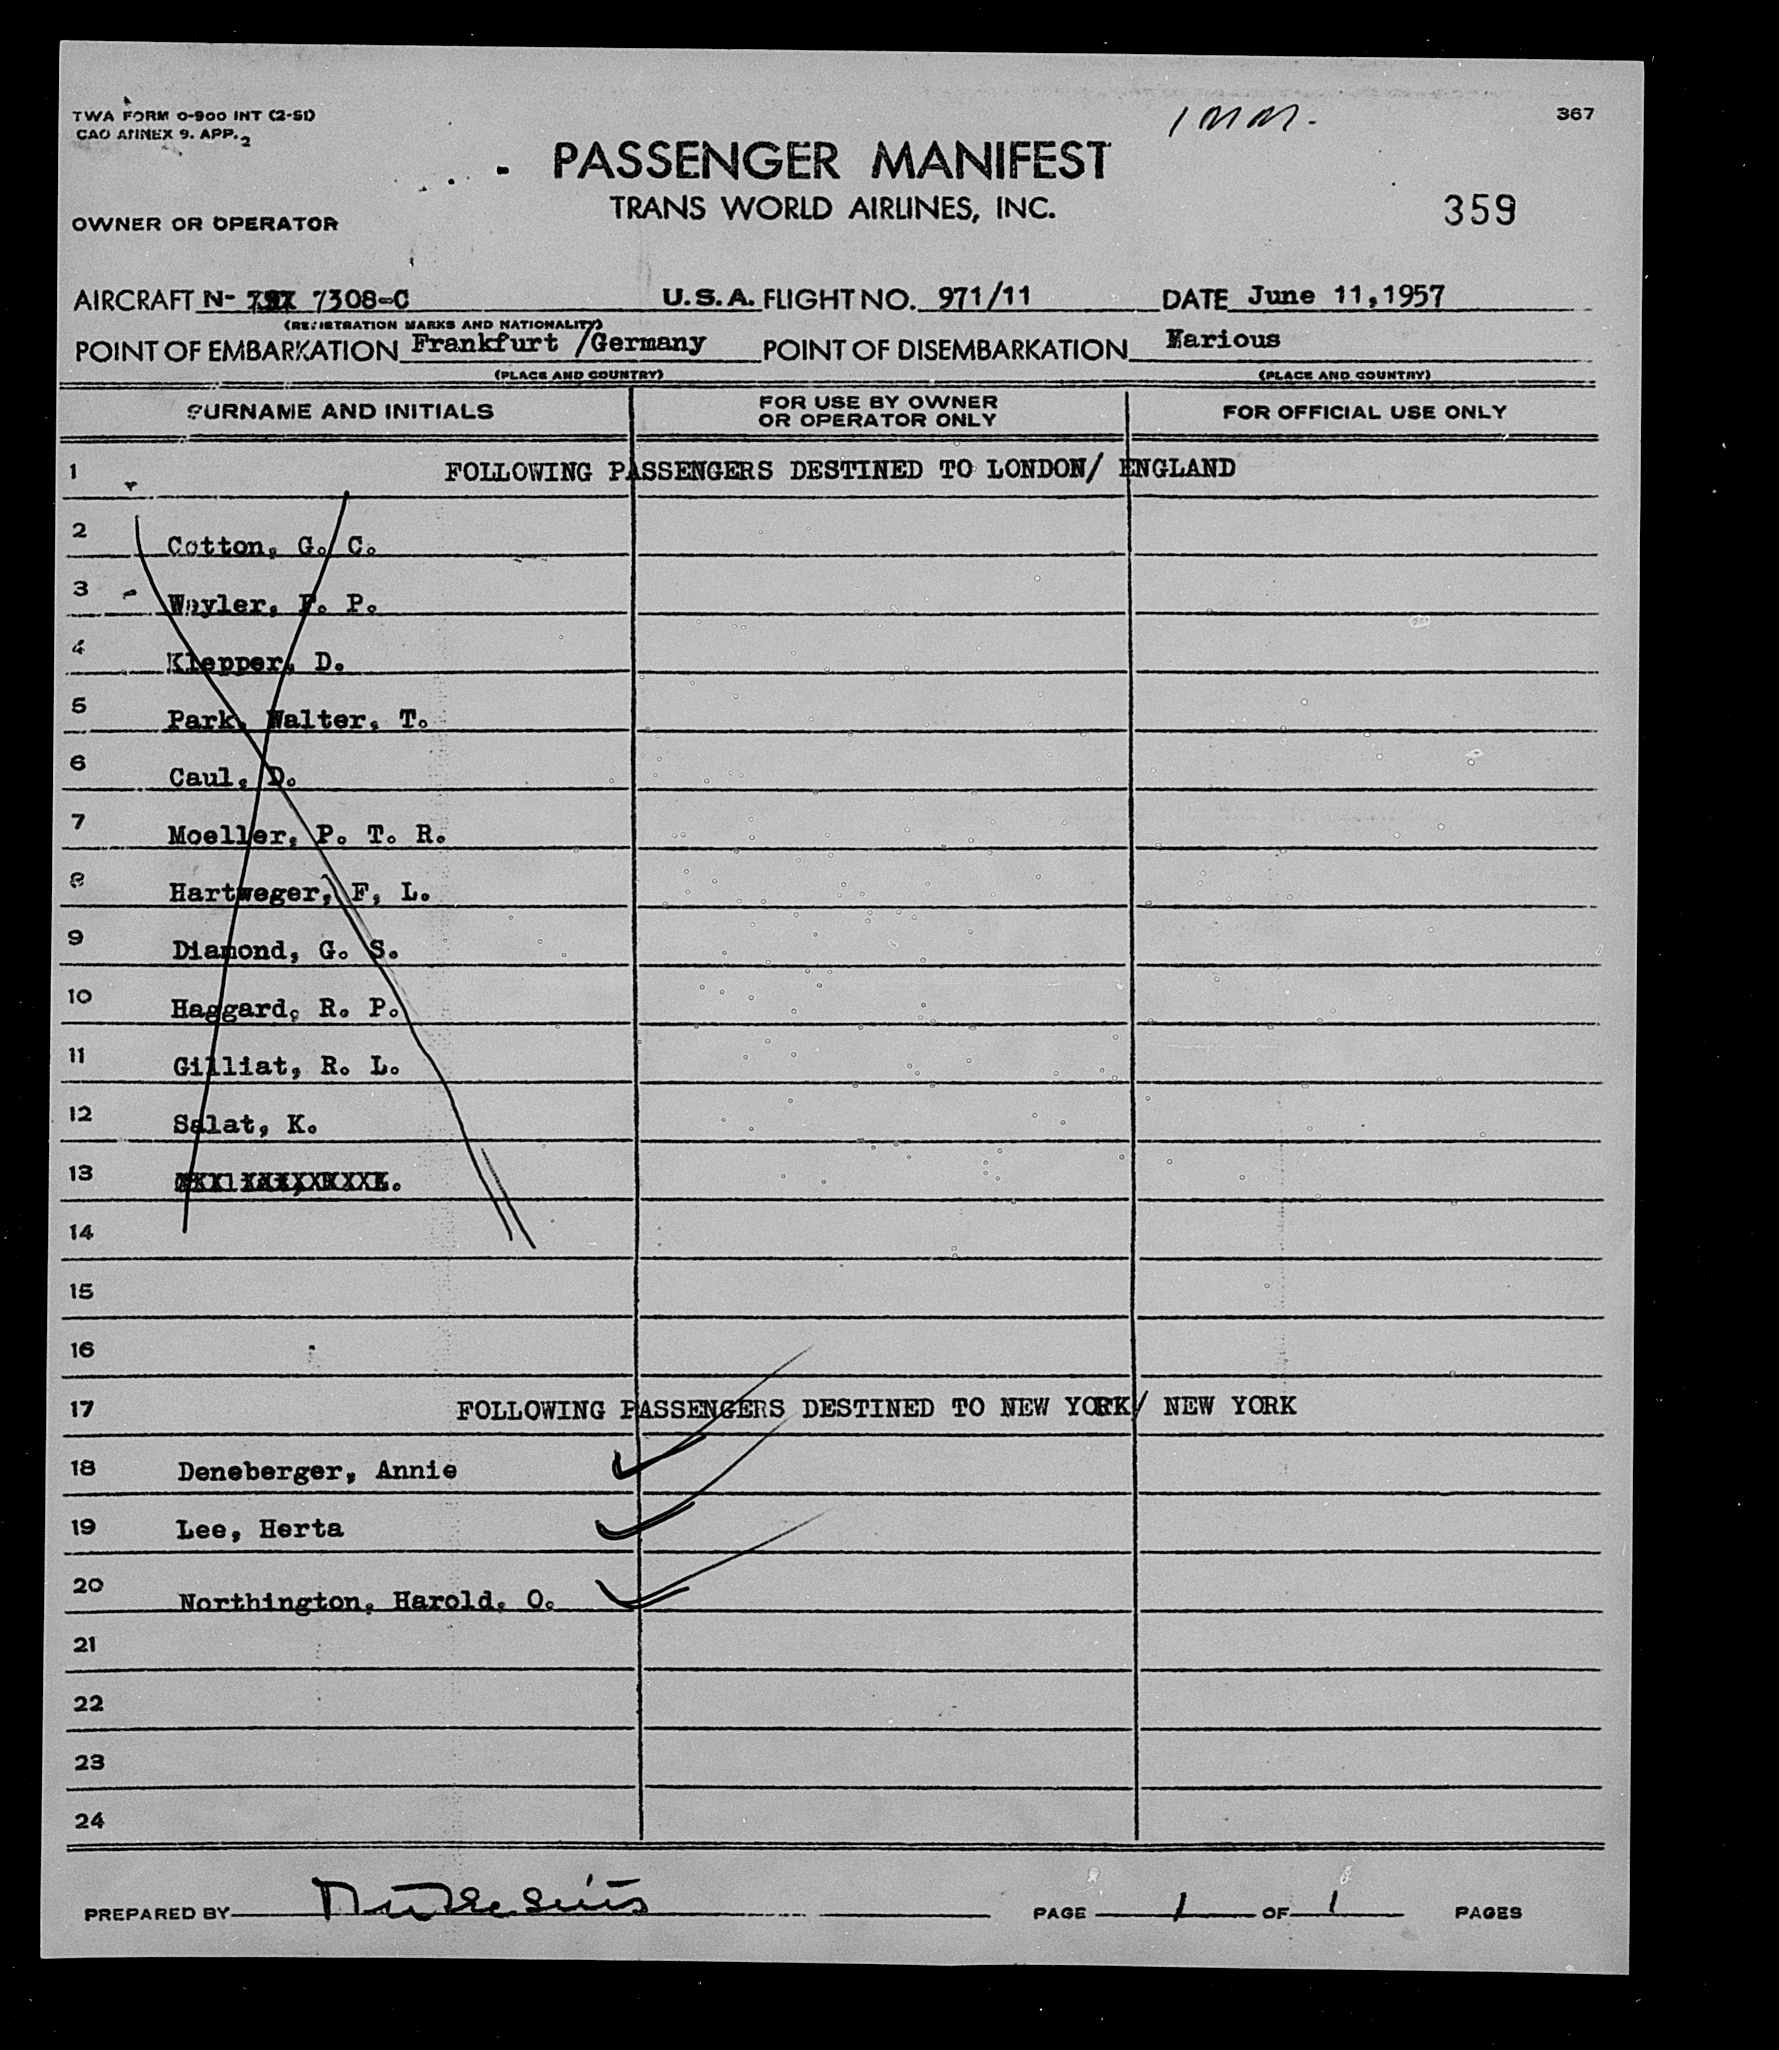 TWA FORM 0-900 INT (2-51)
CAO ANNEX 9. APP. 2
IMM.
367
PASSENGER MANIFEST
TRANS WORLD AIRLINES, INC.
359
OWNER OR OPERATOR
AIRCRAFT N- 7308-C U.S.A. FLIGHT NO. 971/11 DATE June 11,1957
(REGISTRATION MARKS AND NATIONALITY)
POINT OF EMBARKATION Frankfurt /Germany POINT OF DISEMBARKATION Various
(PLACE AND COUNTRY) (PLACE AND COUNTRY)
SURNAME AND INITIALS FOR USE BY OWNER OR OPERATOR ONLY FOR OFFICIAL USE ONLY
1 FOLLOWING PASSENGERS DESTINED TO LONDON/ ENGLAND
2 Cotton, G. C.
3 Weyler, F. P.
4 Klepper, D.
5 Park, Walter, T.
6 Caul, D.
7 Moeller, P. T. R.
8 Hartweger, F, L.
9 Diamond, G. S.
10 Haggard, R. P.
11 Gilliat, R. L.
12 Salat, K.
13
14
15
16
17 FOLLOWING PASSENGERS DESTINED TO NEW YORK/ NEW YORK
18 Deneberger, Annie
19 Lee, Herta
20 Northington, Harold, O.
21
22
23
24
PREPARED BY PAGE 1 OF 1 PAGES